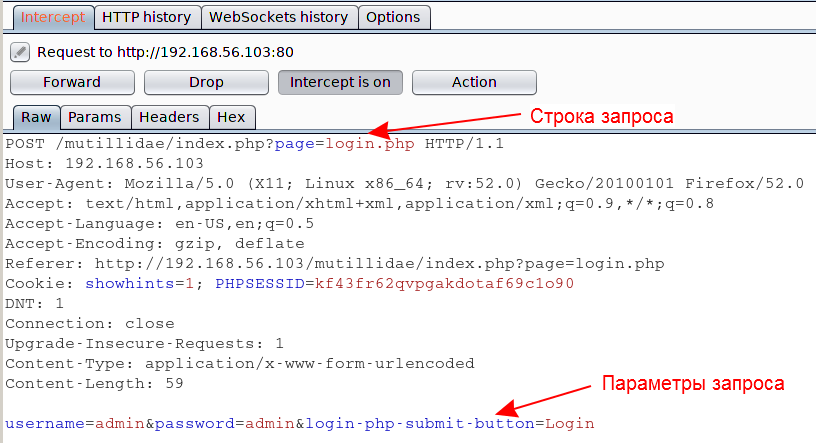 Intercept HTTP history WebSockets history Options
Request to http://192.168.56.103:80
Forward Drop Intercept is on Action
Raw Params Headers Hex
Строка запроса
POST /mutillidae/index.php?page=login.php HTTP/1.1
Host: 192.168.56.103
User-Agent: Mozilla/5.0 (X11; Linux x86_64; rv:52.0) Gecko/20100101 Firefox/52.0
Accept: text/html,application/xhtml+xml,application/xml;q=0.9,*/*;q=0.8
Accept-Language: en-US,en;q=0.5
Accept-Encoding: gzip, deflate
Referer: http://192.168.56.103/mutillidae/index.php?page=login.php
Cookie: showhints=1; PHPSESSID=kf43fr62qvpgakdotaf69c1o90
DNT: 1
Connection: close
Upgrade-Insecure-Requests: 1
Content-Type: application/x-www-form-urlencoded
Content-Length: 59
Параметры запроса
username=admin&password=admin&login-php-submit-button=Login